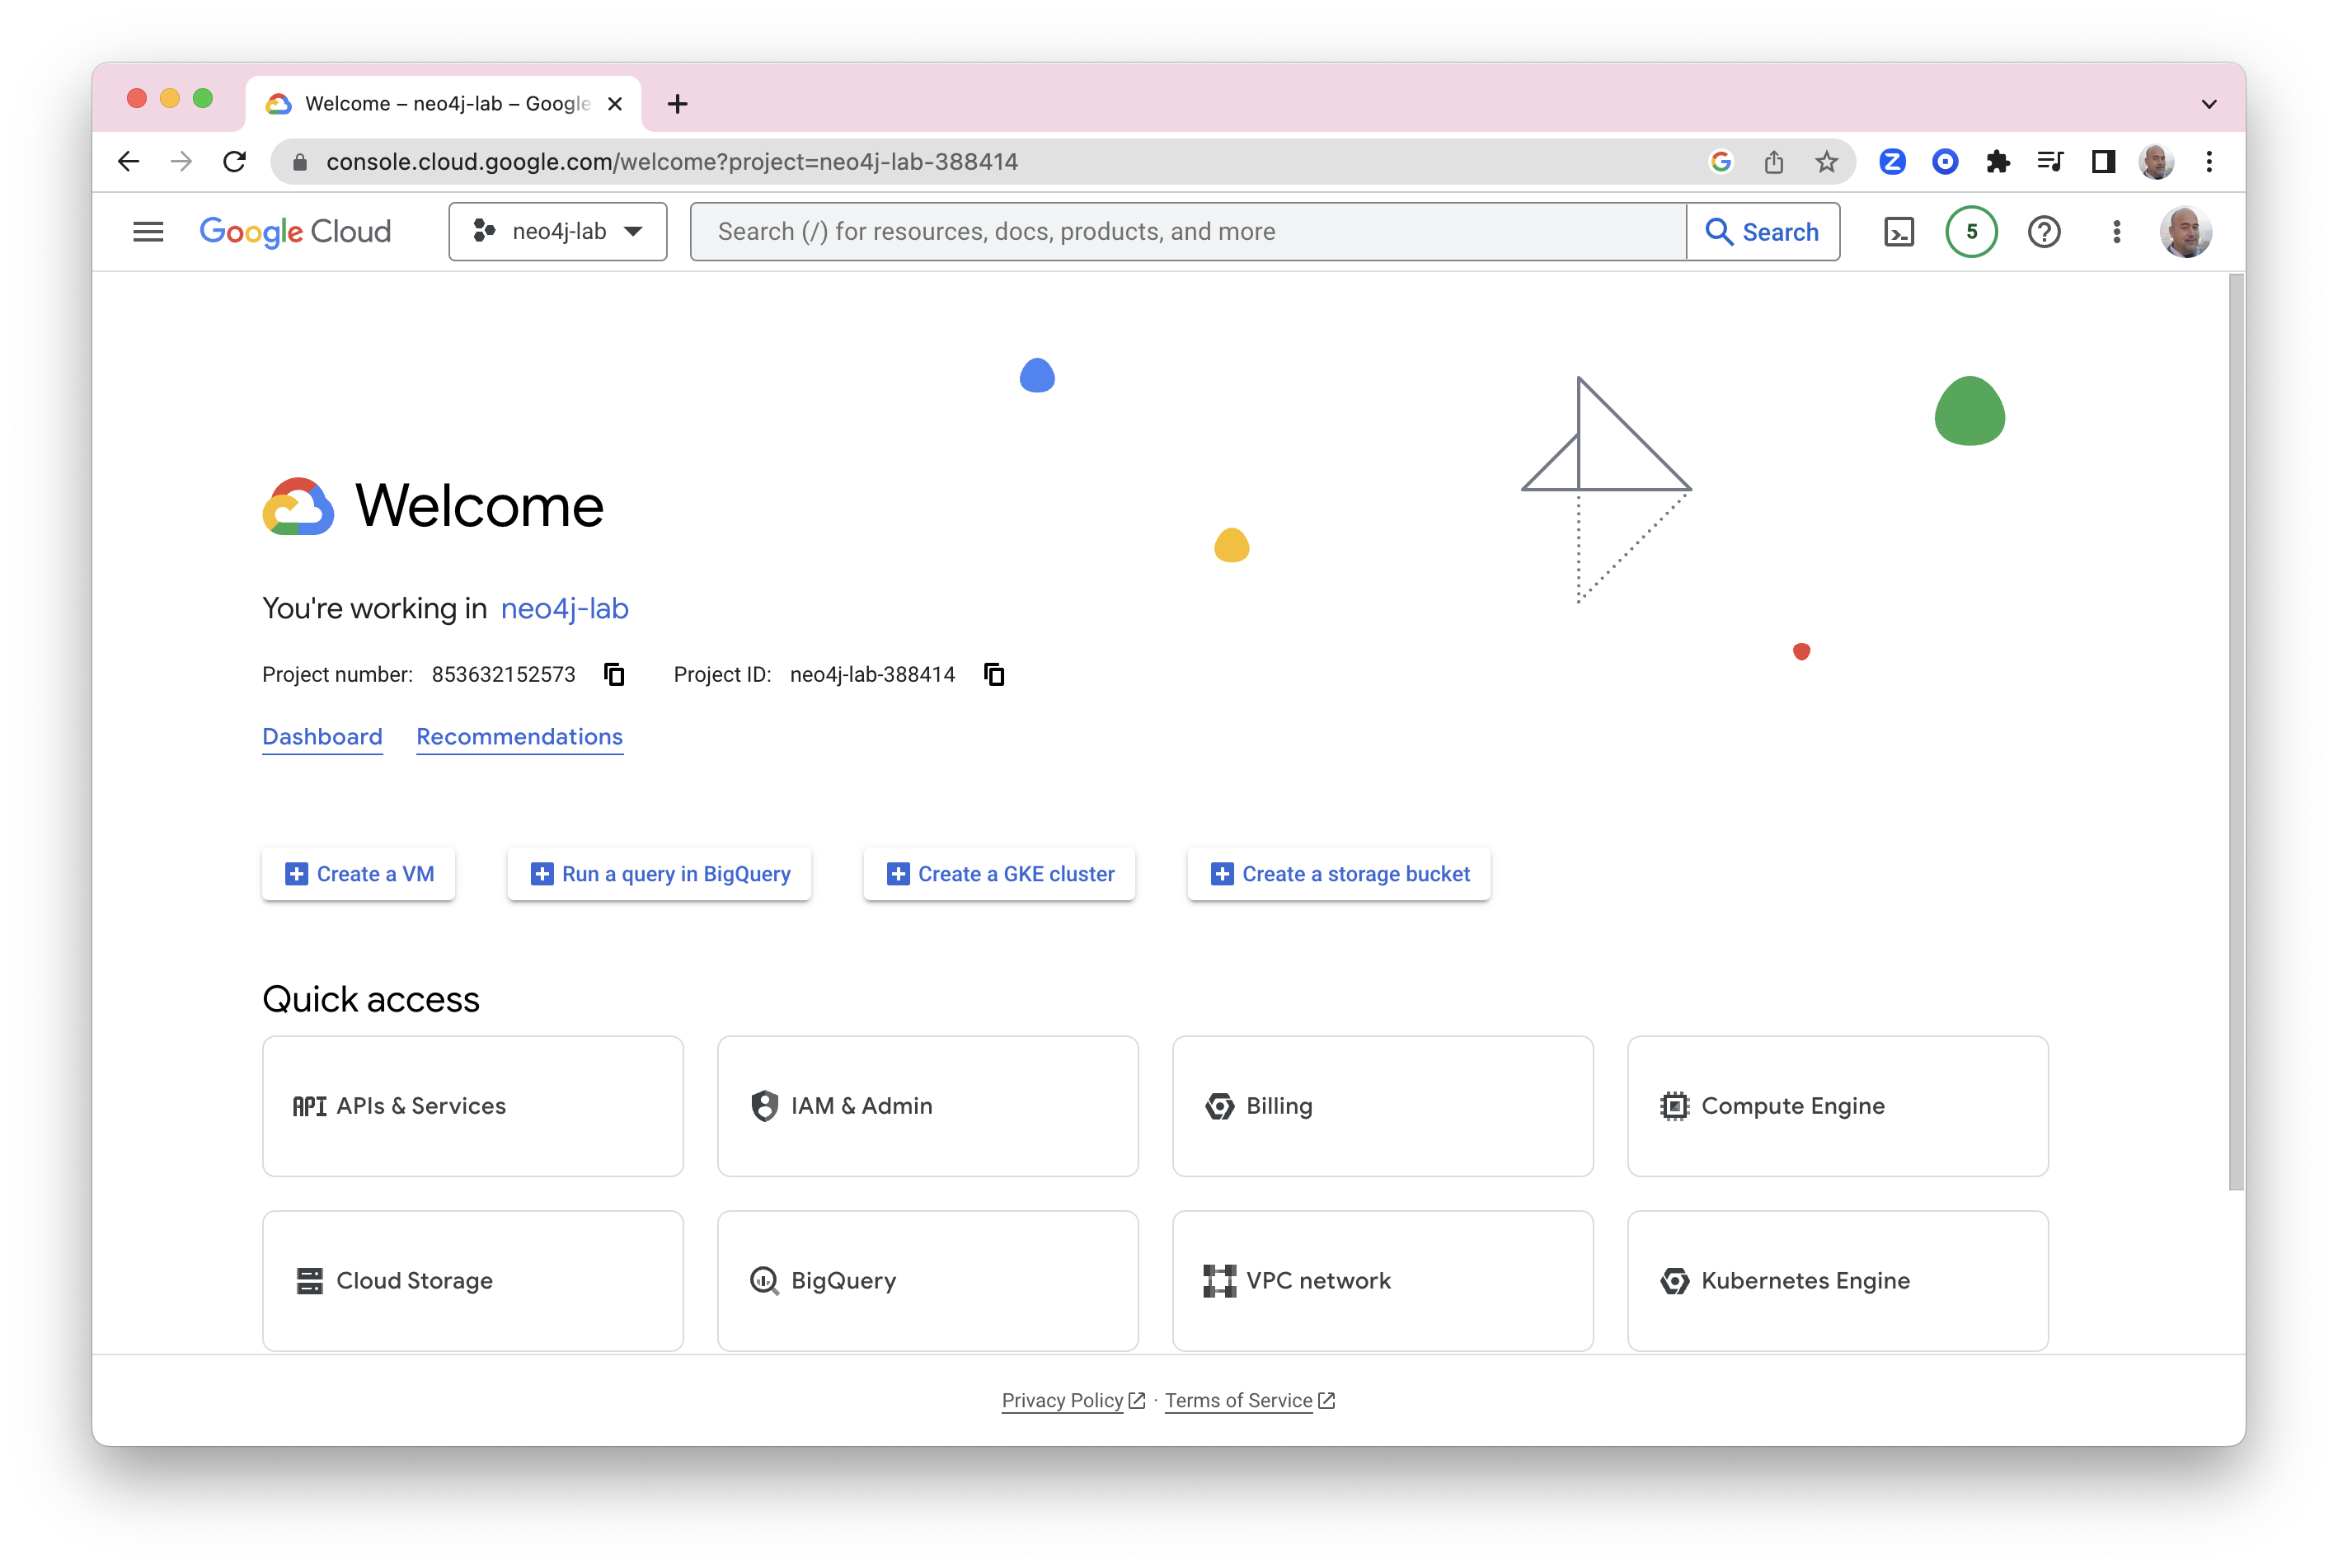 Welcome – neo4j-lab – Google
console.cloud.google.com/welcome?project=neo4j-lab-388414
Google Cloud
neo4j-lab
Search (/) for resources, docs, products, and more
Search
5
Welcome
You're working in neo4j-lab
Project number: 853632152573 Project ID: neo4j-lab-388414
Dashboard Recommendations
Create a VM
Run a query in BigQuery
Create a GKE cluster
Create a storage bucket
Quick access
API APIs & Services
IAM & Admin
Billing
Compute Engine
Cloud Storage
BigQuery
VPC network
Kubernetes Engine
Privacy Policy · Terms of Service